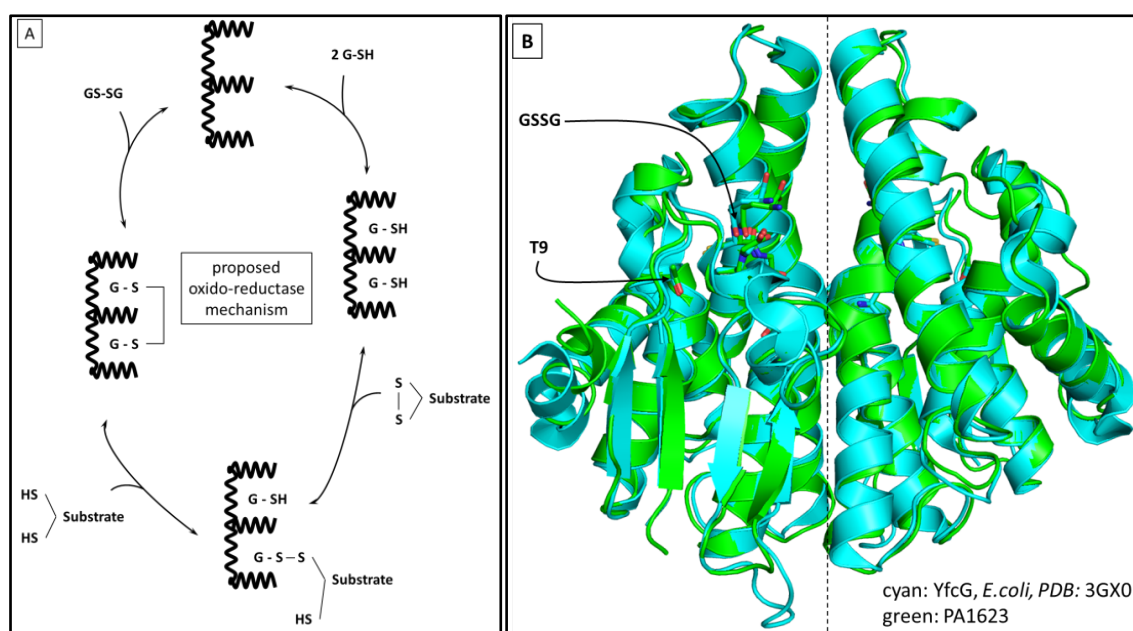 A
2 G-SH
GS-SG
G - SH
G - SH
proposed
oxido-reductase
mechanism
G - S
G - S
S
S
Substrate
HS
HS
Substrate
G - SH
G - S – S
Substrate
HS
B
GSSG
T9
cyan: YfcG, E.coli, PDB: 3GX0
green: PA1623